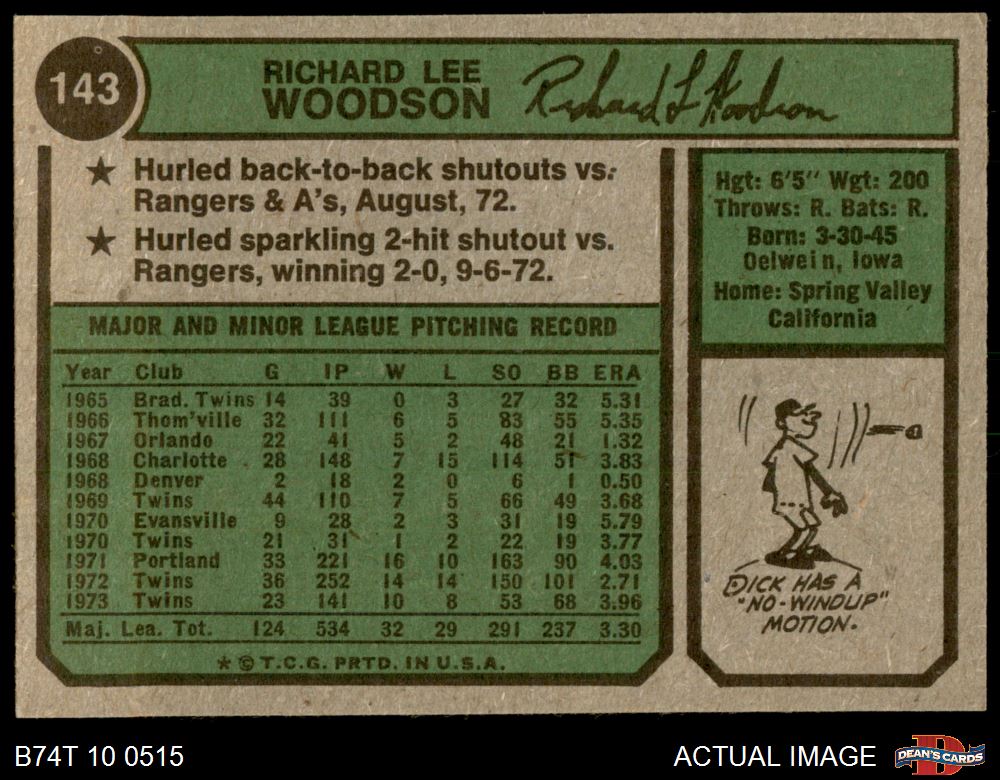 143
RICHARD LEE
WOODSON
Richard L Woodson
★ Hurled back-to-back shutouts vs.
Rangers & A's, August, 72.
★ Hurled sparkling 2-hit shutout vs.
Rangers, winning 2-0, 9-6-72.
MAJOR AND MINOR LEAGUE PITCHING RECORD
Year Club G IP W L SO BB ERA
1965 Brad. Twins 14 39 0 3 27 32 5.31
1966 Thom'ville 32 111 6 5 83 55 5.35
1967 Orlando 22 41 5 2 48 21 1.32
1968 Charlotte 28 148 7 15 114 51 3.83
1968 Denver 2 18 2 0 6 1 0.50
1969 Twins 44 110 7 5 66 49 3.68
1970 Evansville 9 28 2 3 31 19 5.79
1970 Twins 21 31 1 2 22 19 3.77
1971 Portland 33 221 16 10 163 90 4.03
1972 Twins 36 252 14 14 150 101 2.71
1973 Twins 23 141 10 8 53 68 3.96
Maj. Lea. Tot. 124 534 32 29 291 237 3.30
★ © T.C.G. PRTD. IN U.S.A.
Hgt: 6'5" Wgt: 200
Throws: R. Bats: R.
Born: 3-30-45
Oelwein, Iowa
Home: Spring Valley
California
DICK HAS A
"NO-WINDUP"
MOTION.
B74T 10 0515
ACTUAL IMAGE
D
DEAN'S CARDS